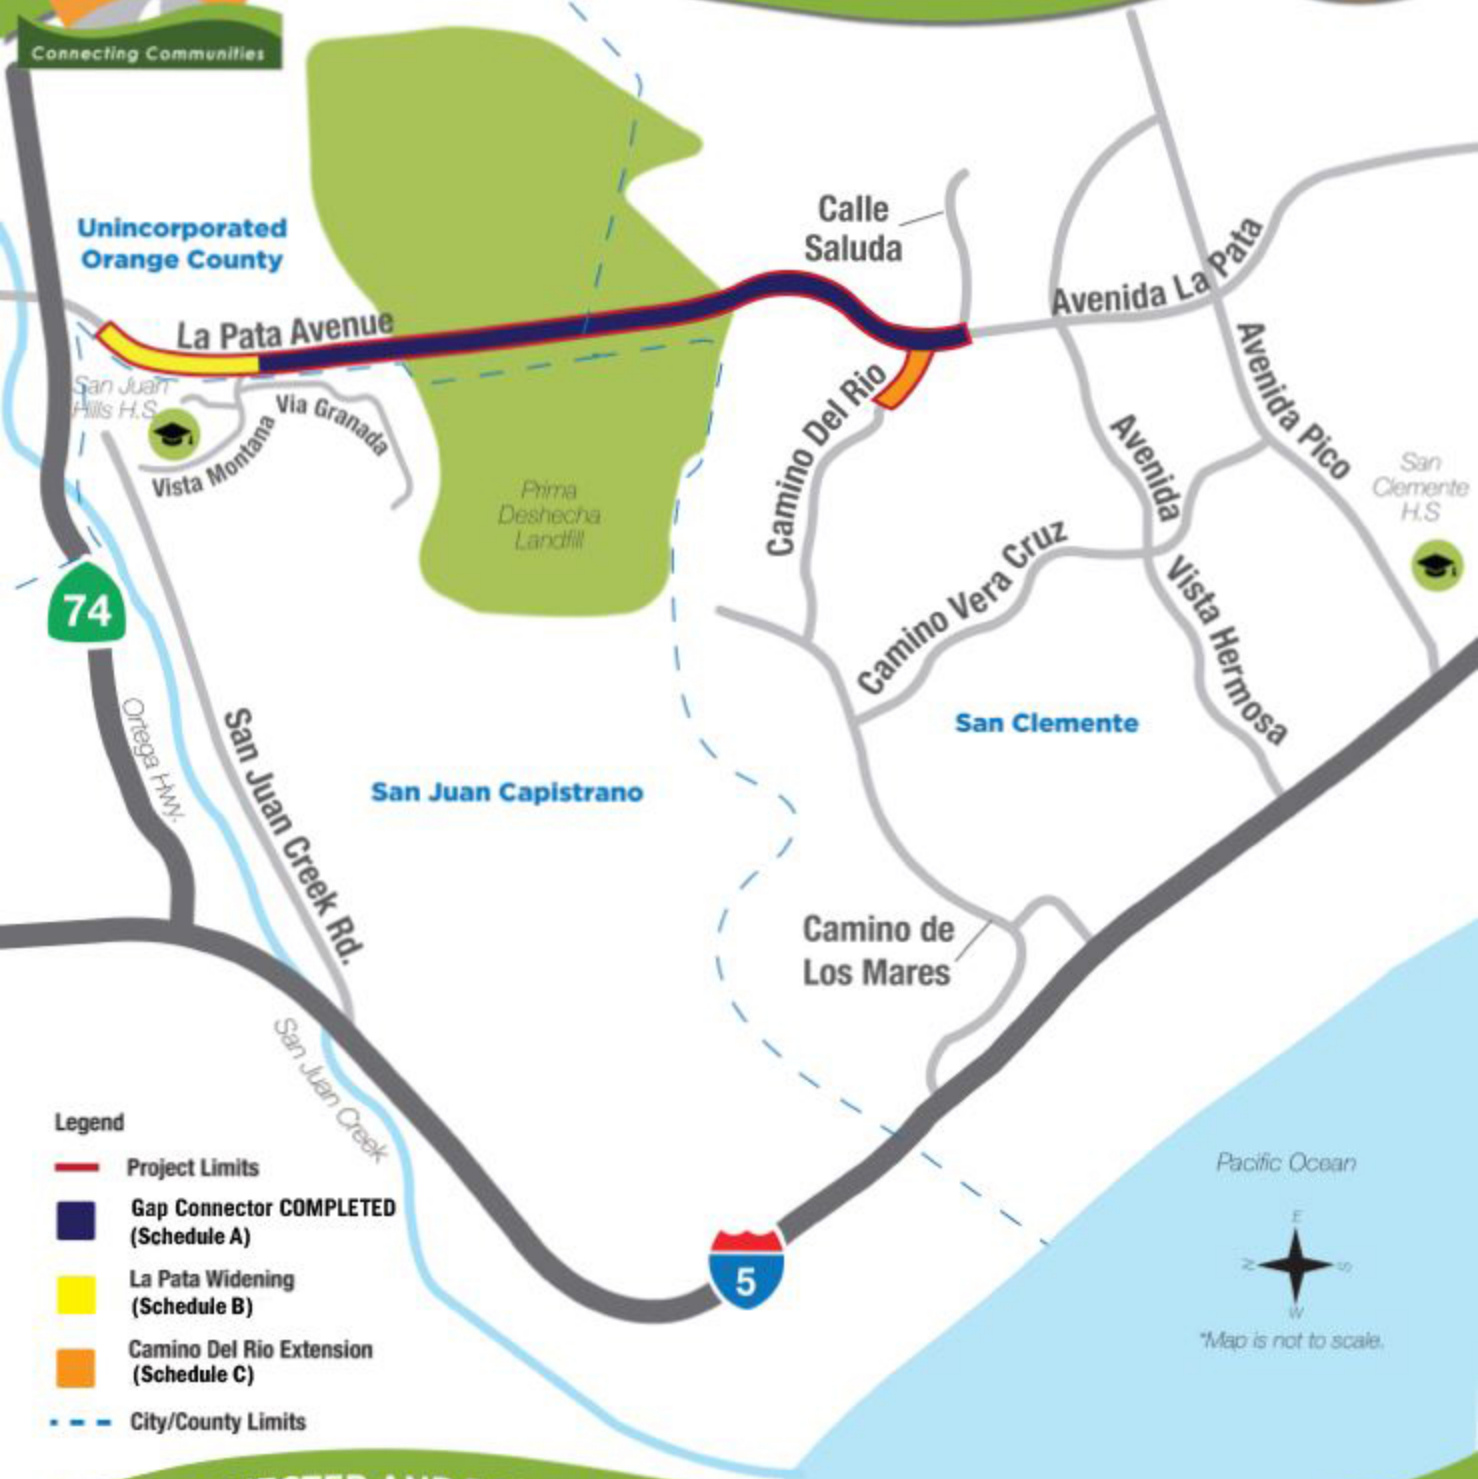 Connecting Communities
Unincorporated
Orange County
La Pata Avenue
Calle
Saluda
Avenida La Pata
San Juan
Hills H.S.
Via Granada
Vista Montana
Camino Del Rio
Avenida
Vista Hermosa
Avenida Pico
San
Clemente
H.S
Prima
Deshecha
Landfill
Camino Vera Cruz
74
Ortega Hwy.
San Juan Creek Rd.
San Clemente
San Juan Capistrano
Camino de
Los Mares
San Juan Creek
5
Legend
Project Limits
Gap Connector COMPLETED
(Schedule A)
La Pata Widening
(Schedule B)
Camino Del Rio Extension
(Schedule C)
City/County Limits
Pacific Ocean
E
N
S
W
*Map is not to scale.